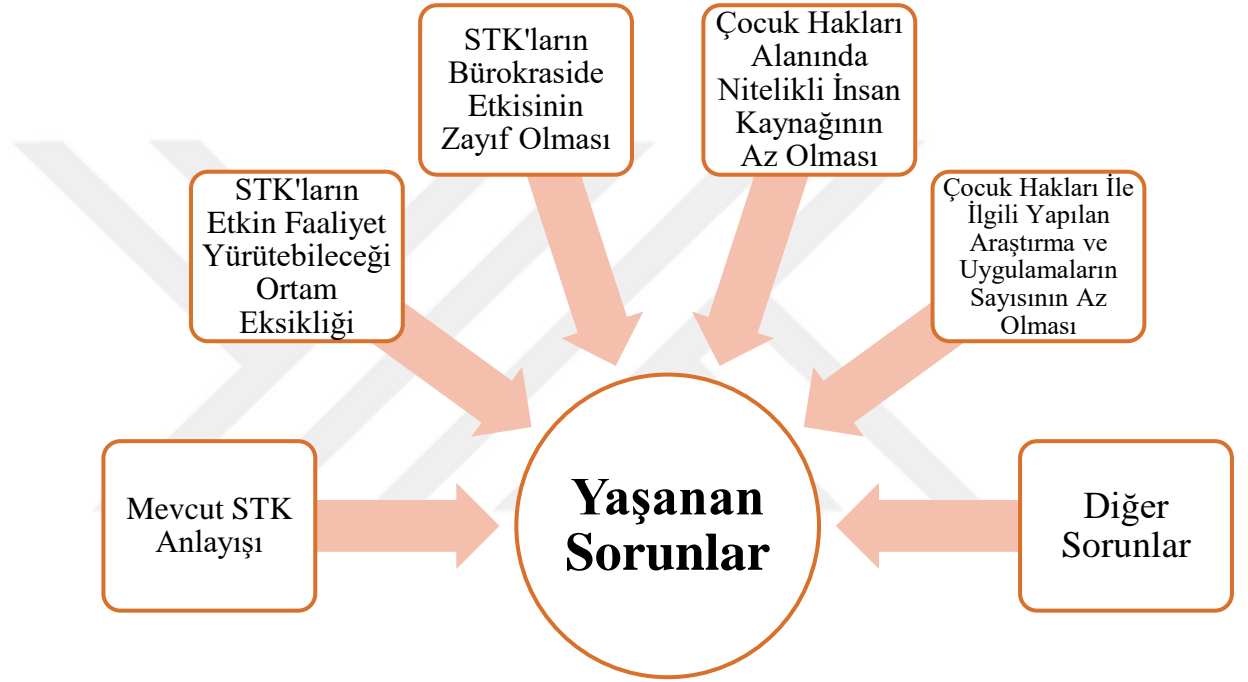 Mevcut STK
Anlayışı
STK'ların
Etkin Faaliyet
Yürütebileceği
Ortam
Eksikliği
STK'ların
Bürokraside
Etkisinin
Zayıf Olması
Çocuk Hakları
Alanında
Nitelikli İnsan
Kaynağının
Az Olması
Çocuk Hakları İle
İlgili Yapılan
Araştırma ve
Uygulamaların
Sayısının Az
Olması
Diğer
Sorunlar
Yaşanan
Sorunlar